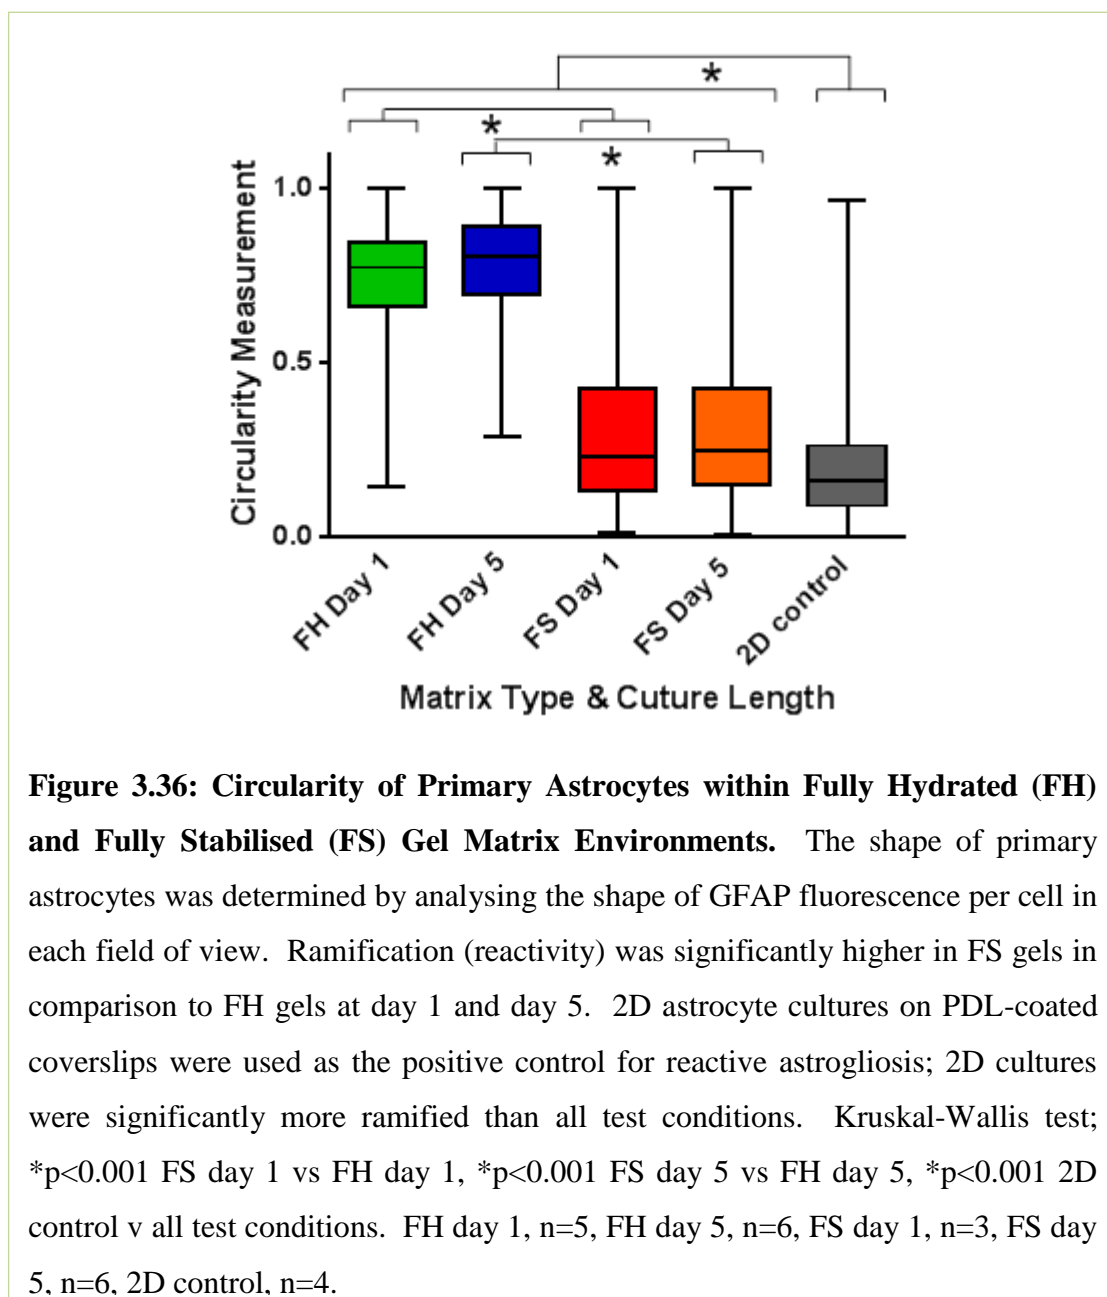 *
*
*
Circularity Measurement
1.0
0.5
0.0
FH Day 1
FH Day 5
FS Day 1
FS Day 5
2D control
Matrix Type & Cuture Length
Figure 3.36: Circularity of Primary Astrocytes within Fully Hydrated (FH)
and Fully Stabilised (FS) Gel Matrix Environments. The shape of primary
astrocytes was determined by analysing the shape of GFAP fluorescence per cell in
each field of view. Ramification (reactivity) was significantly higher in FS gels in
comparison to FH gels at day 1 and day 5. 2D astrocyte cultures on PDL-coated
coverslips were used as the positive control for reactive astrogliosis; 2D cultures
were significantly more ramified than all test conditions. Kruskal-Wallis test;
*p<0.001 FS day 1 vs FH day 1, *p<0.001 FS day 5 vs FH day 5, *p<0.001 2D
control v all test conditions. FH day 1, n=5, FH day 5, n=6, FS day 1, n=3, FS day
5, n=6, 2D control, n=4.